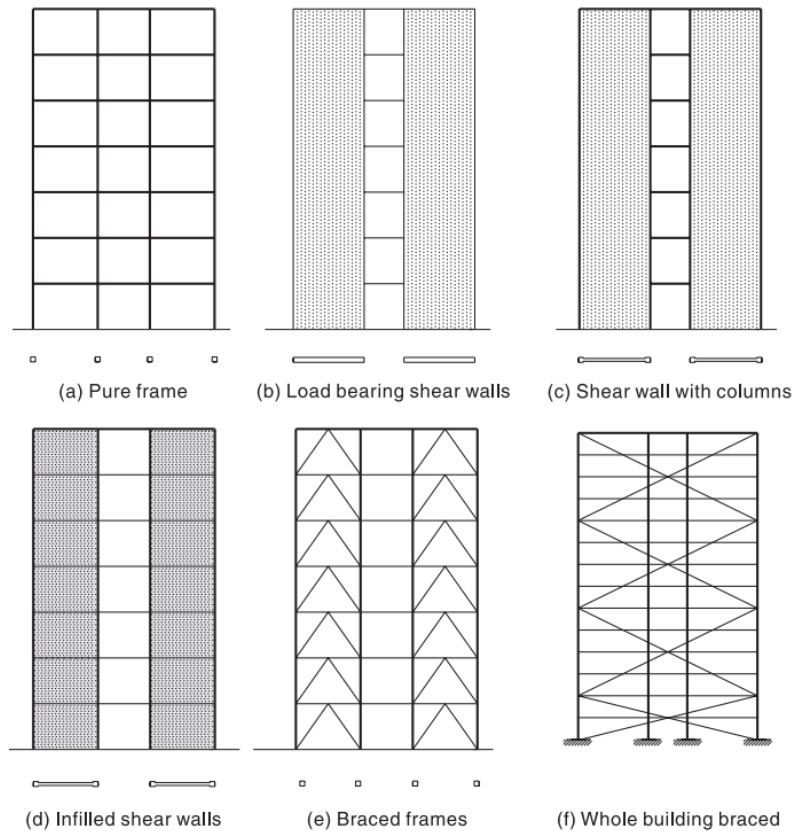 (a) Pure frame
(b) Load bearing shear walls
(c) Shear wall with columns
(d) Infilled shear walls
(e) Braced frames
(f) Whole building braced